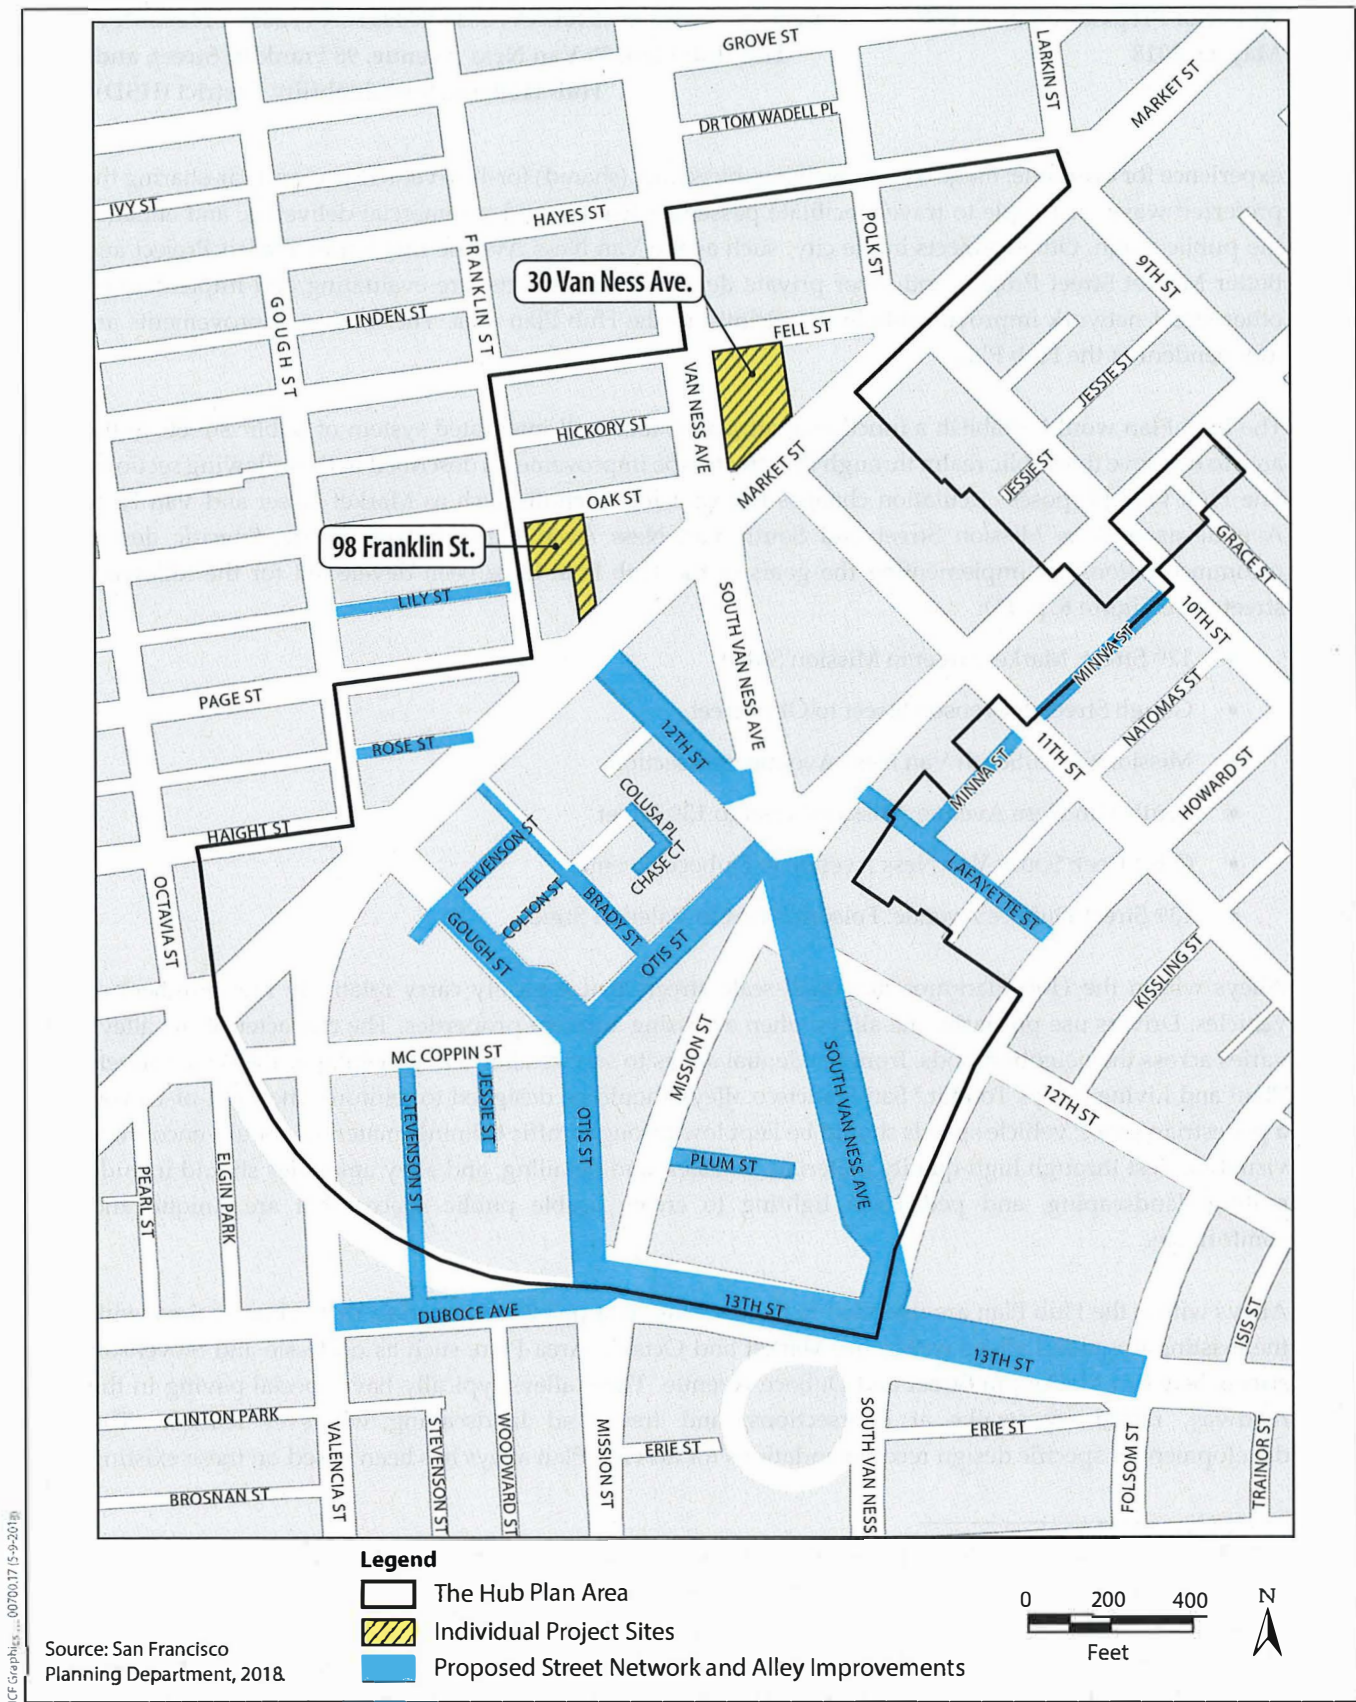 GROVE ST
LARKIN ST
MARKET ST
DR TOM WADELL PL
IVY ST
HAYES ST
POLK ST
FRANKLIN ST
9TH ST
30 Van Ness Ave.
GOUGH ST
LINDEN ST
FELL ST
JESSIE ST
VAN NESS AVE
HICKORY ST
MARKET ST
JESSIE ST
OAK ST
98 Franklin St.
GRACE ST
LILY ST
SOUTH VAN NESS AVE
10TH ST
MINNA ST
PAGE ST
NATOMAS ST
12TH ST
ROSE ST
11TH ST
MINNA ST
HOWARD ST
COLUSA PL
HAIGHT ST
STEVENSON ST
CHASE CT
LAFAYETTE ST
OCTAVIA ST
COLTON ST
BRADY ST
GOUGH ST
OTIS ST
KISSLING ST
MC COPPIN ST
MISSION ST
SOUTH VAN NESS AVE
JESSIE ST
12TH ST
STEVENSON ST
OTIS ST
PLUM ST
PEARL ST
ELGIN PARK
DUBOCE AVE
13TH ST
ISIS ST
13TH ST
CLINTON PARK
VALENCIA ST
STEVENSON ST
WOODWARD ST
MISSION ST
ERIE ST
SOUTH VAN NESS
ERIE ST
FOLSOM ST
TRAINOR ST
BROSNAN ST
Legend
The Hub Plan Area
Individual Project Sites
Proposed Street Network and Alley Improvements
Source: San Francisco
Planning Department, 2018.
0 200 400
Feet
N